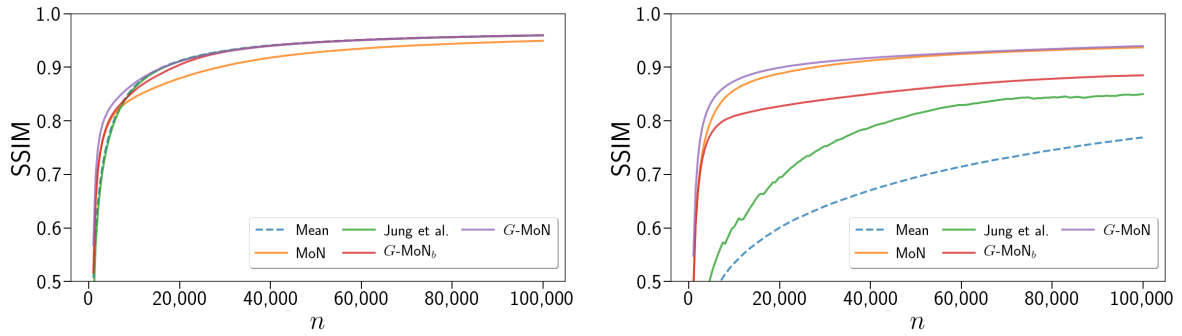 1.0
0.9
0.8
0.7
0.6
0.5
SSIM
0
20,000
40,000
60,000
80,000
100,000
n
Mean
MoN
Jung et al.
G-MoN_b
G-MoN
1.0
0.9
0.8
0.7
0.6
0.5
SSIM
0
20,000
40,000
60,000
80,000
100,000
n
Mean
MoN
Jung et al.
G-MoN_b
G-MoN